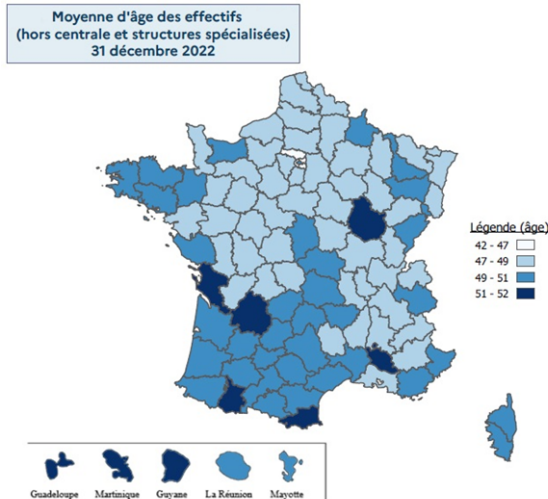 Moyenne d'âge des effectifs
(hors centrale et structures spécialisées)
31 décembre 2022
Légende (âge)
42 - 47
47 - 49
49 - 51
51 - 52
Guadeloupe Martinique Guyane La Réunion Mayotte